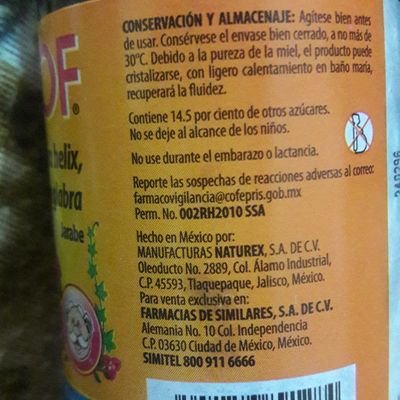 OF®
helix,
abra
Jarabe
CONSERVACIÓN Y ALMACENAJE: Agítese bien antes
de usar. Consérvese el envase bien cerrado, a no más de
30°C. Debido a la pureza de la miel, el producto puede
cristalizarse, con ligero calentamiento en baño maría,
recuperará la fluidez.
Contiene 14.5 por ciento de otros azúcares.
No se deje al alcance de los niños.
No use durante el embarazo o lactancia.
Reporte las sospechas de reacciones adversas al correo:
farmacovigilancia@cofepris.gob.mx
Perm. No. 002RH2010 SSA
Hecho en México por:
MANUFACTURAS NATUREX, S.A. DE C.V.
Oleoducto No. 2889, Col. Álamo Industrial,
C.P. 45593, Tlaquepaque, Jalisco, México.
Para venta exclusiva en:
FARMACIAS DE SIMILARES, S.A. DE C.V.
Alemania No. 10 Col. Independencia
C.P. 03630 Ciudad de México, México.
SIMITEL 800 911 6666